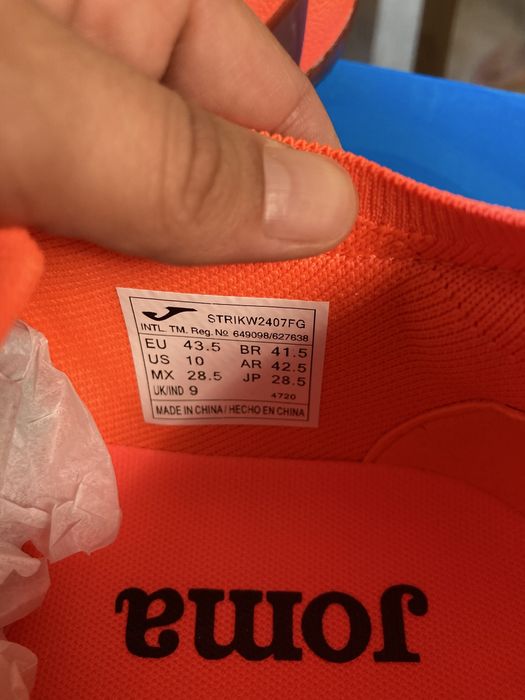 STRIKW2407FG
INTL. TM. Reg. Nº 649098/627638
EU 43.5 BR 41.5
US 10 AR 42.5
MX 28.5 JP 28.5
UK/IND 9 4720
MADE IN CHINA / HECHO EN CHINA
Joma